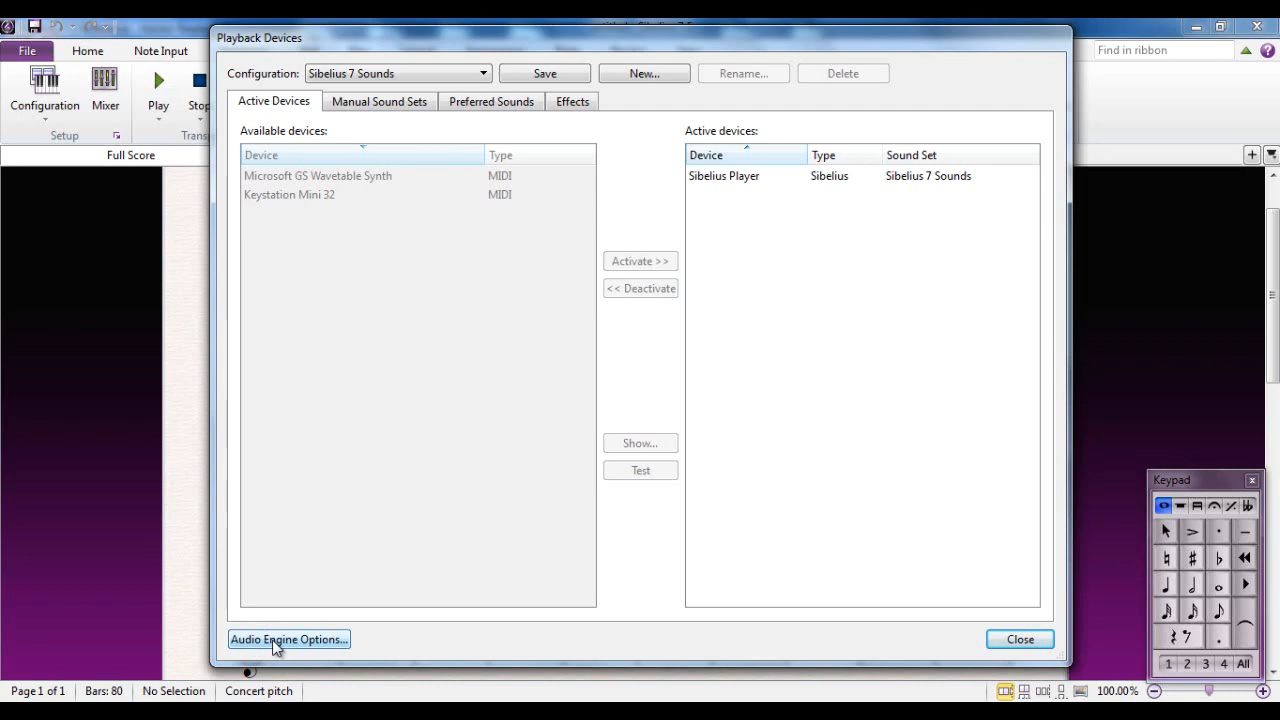 Playback Devices
File
Home
Note Input
Find in ribbon
Configuration:
Sibelius 7 Sounds
Save
New...
Rename...
Delete
Configuration
Mixer
Play
Stop
Setup
Active Devices
Manual Sound Sets
Preferred Sounds
Effects
Full Score
Available devices:
Device Type
Microsoft GS Wavetable Synth MIDI
Keystation Mini 32 MIDI
Activate >>
<< Deactivate
Show...
Test
Active devices:
Device Type Sound Set
Sibelius Player Sibelius Sibelius 7 Sounds
Audio Engine Options...
Close
Keypad
1 2 3 4 All
Page 1 of 1
Bars: 80
No Selection
Concert pitch
100.00%